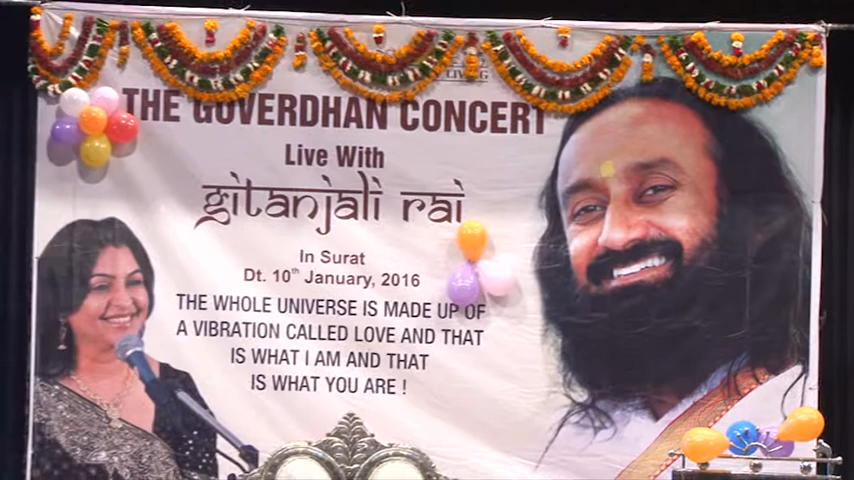 LIVING
THE GOVERDHAN CONCERT
Live With
gitanjali rai
In Surat
Dt. 10th January, 2016
THE WHOLE UNIVERSE IS MADE UP OF
A VIBRATION CALLED LOVE AND THAT
IS WHAT I AM AND THAT
IS WHAT YOU ARE !